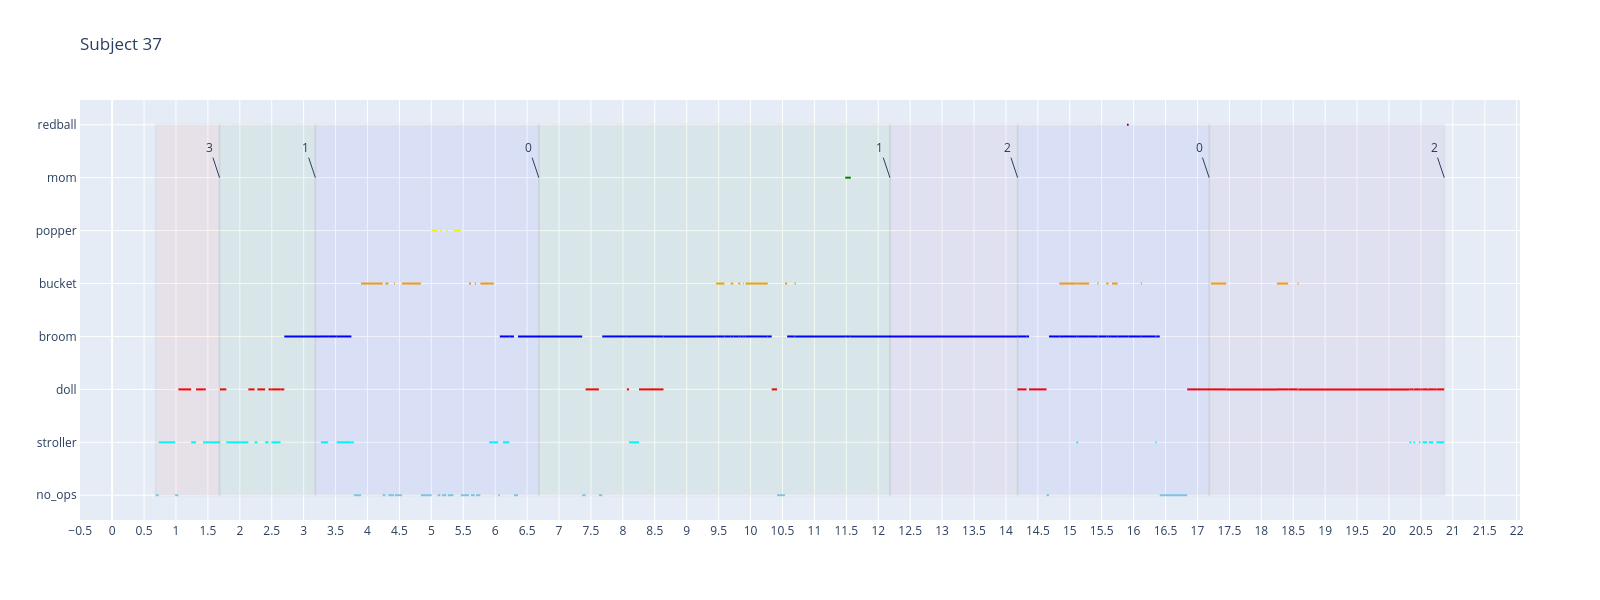 Subject 37
redball
3 1 0 1 2 0 2
mom
popper
bucket
broom
doll
stroller
no_ops
−0.5 0 0.5 1 1.5 2 2.5 3 3.5 4 4.5 5 5.5 6 6.5 7 7.5 8 8.5 9 9.5 10 10.5 11 11.5 12 12.5 13 13.5 14 14.5 15 15.5 16 16.5 17 17.5 18 18.5 19 19.5 20 20.5 21 21.5 22